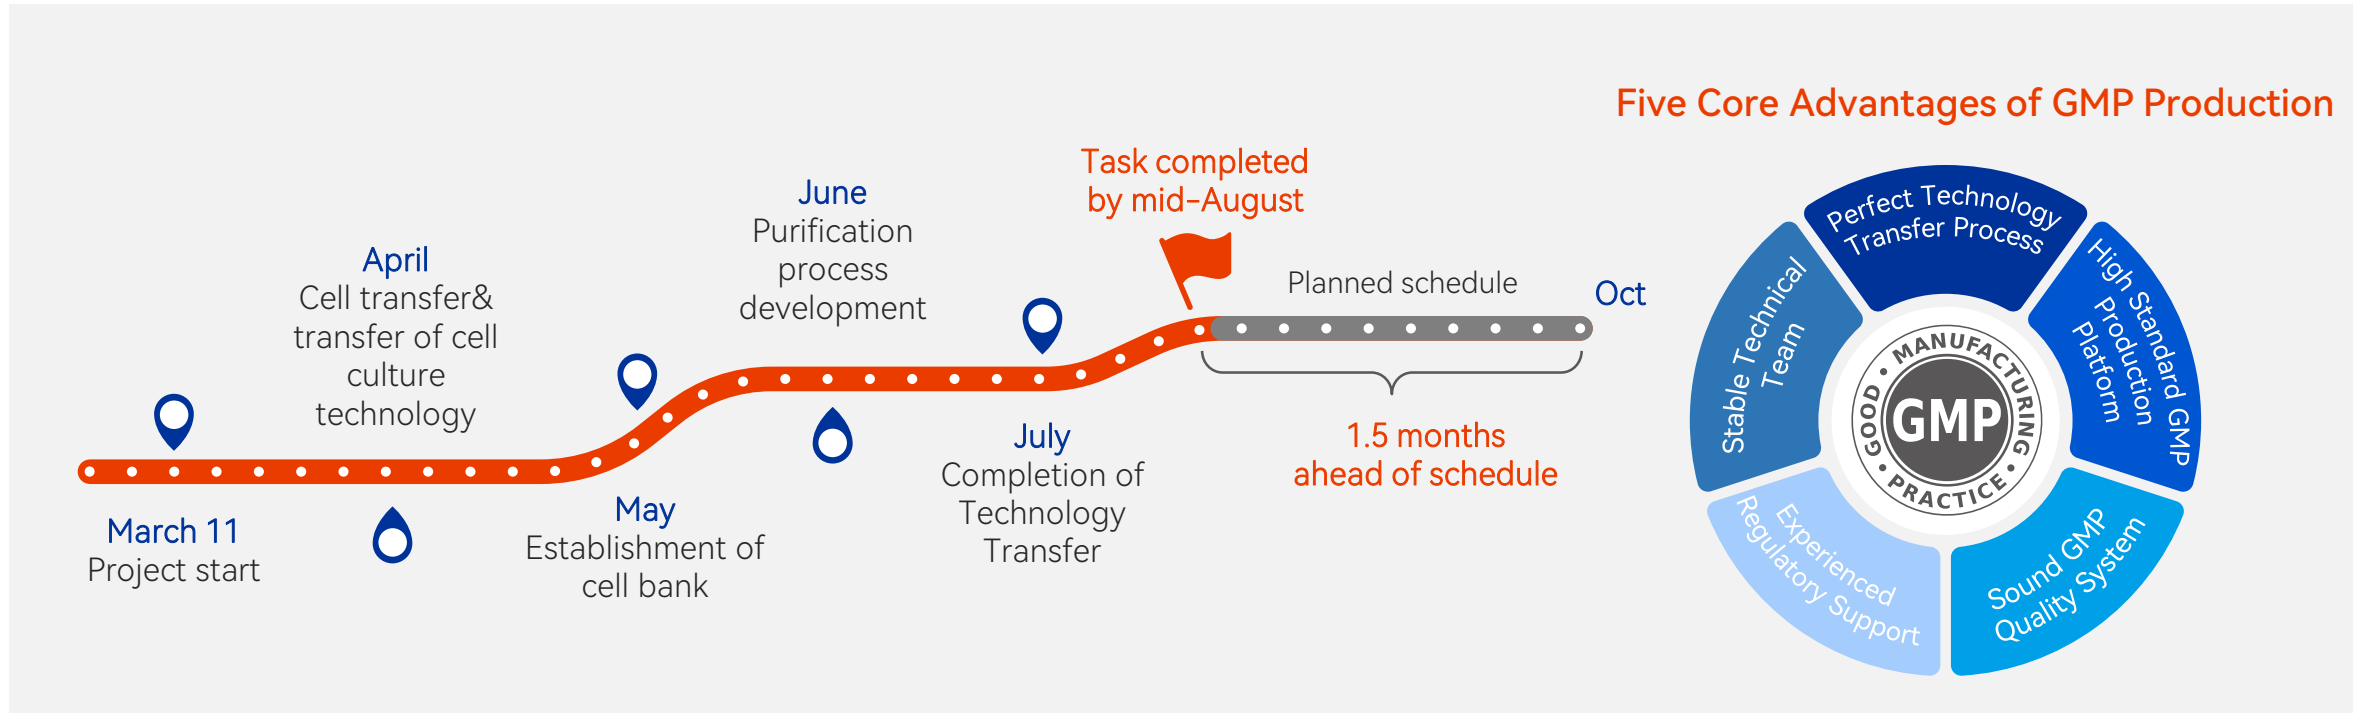 March 11
Project start
April
Cell transfer&
transfer of cell
culture
technology
May
Establishment of
cell bank
June
Purification
process
development
July
Completion of
Technology
Transfer
Task completed
by mid-August
Planned schedule
Oct
1.5 months
ahead of schedule
Five Core Advantages of GMP Production
Perfect Technology
Transfer Process
High Standard GMP
Production
Platform
Sound GMP
Quality System
Experienced
Regulatory Support
Stable Technical
Team
GOOD • MANUFACTURING • PRACTICE •
GMP